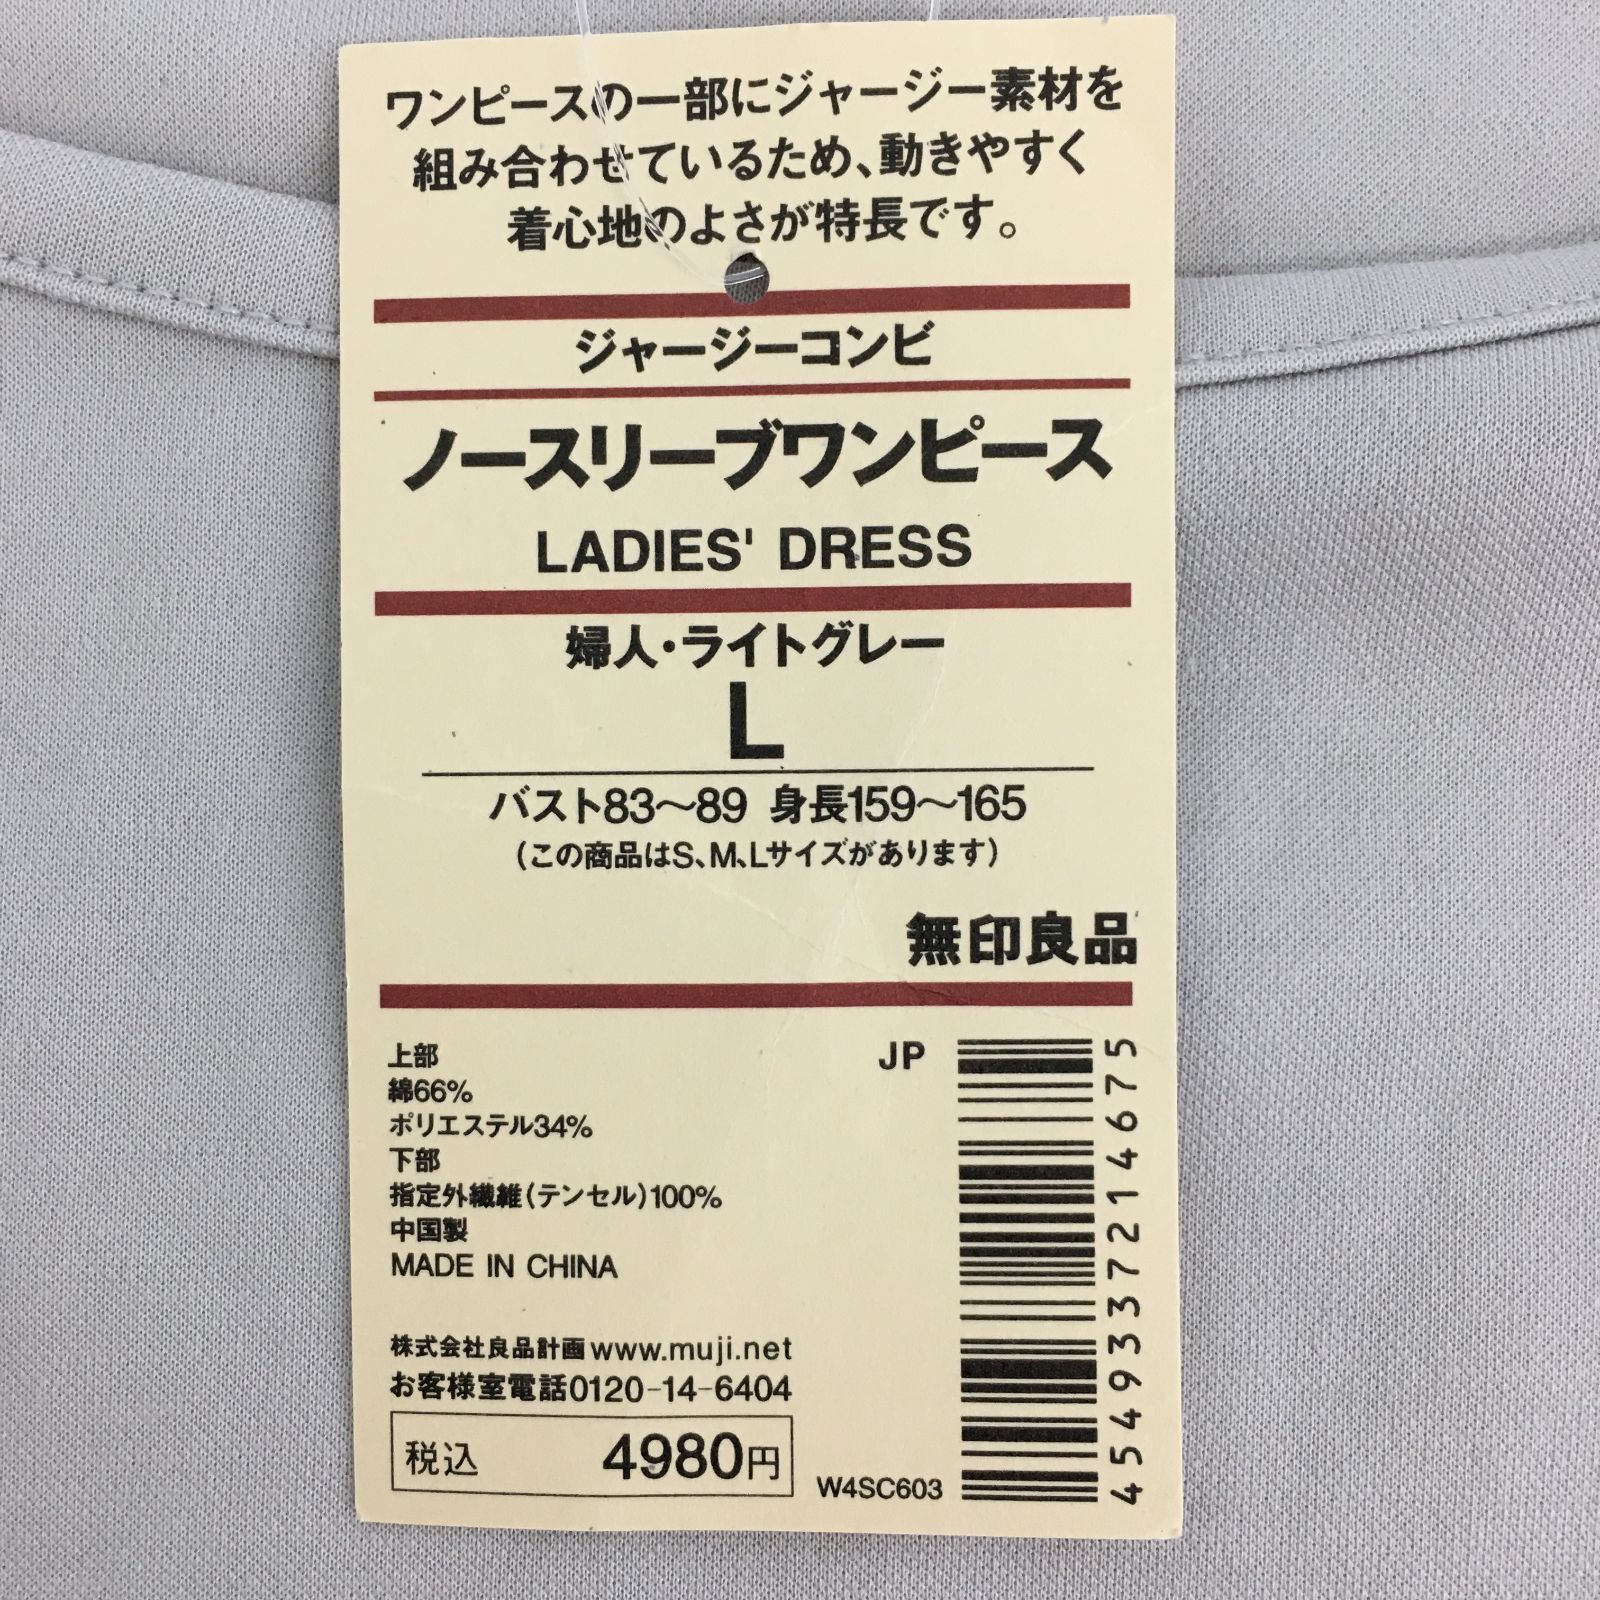 ワンピースの一部にジャージー素材を
組み合わせているため、動きやすく
着心地のよさが特長です。
ジャージーコンビ
ノースリーブワンピース
LADIES' DRESS
婦人・ライトグレー
L
バスト83〜89 身長159〜165
(この商品はS、M、Lサイズがあります)
無印良品
上部
綿66%
ポリエステル34%
下部
指定外繊維(テンセル)100%
中国製
MADE IN CHINA
株式会社良品計画 www.muji.net
お客様室電話0120-14-6404
税込 4980円
W4SC603
JP
4549337214675